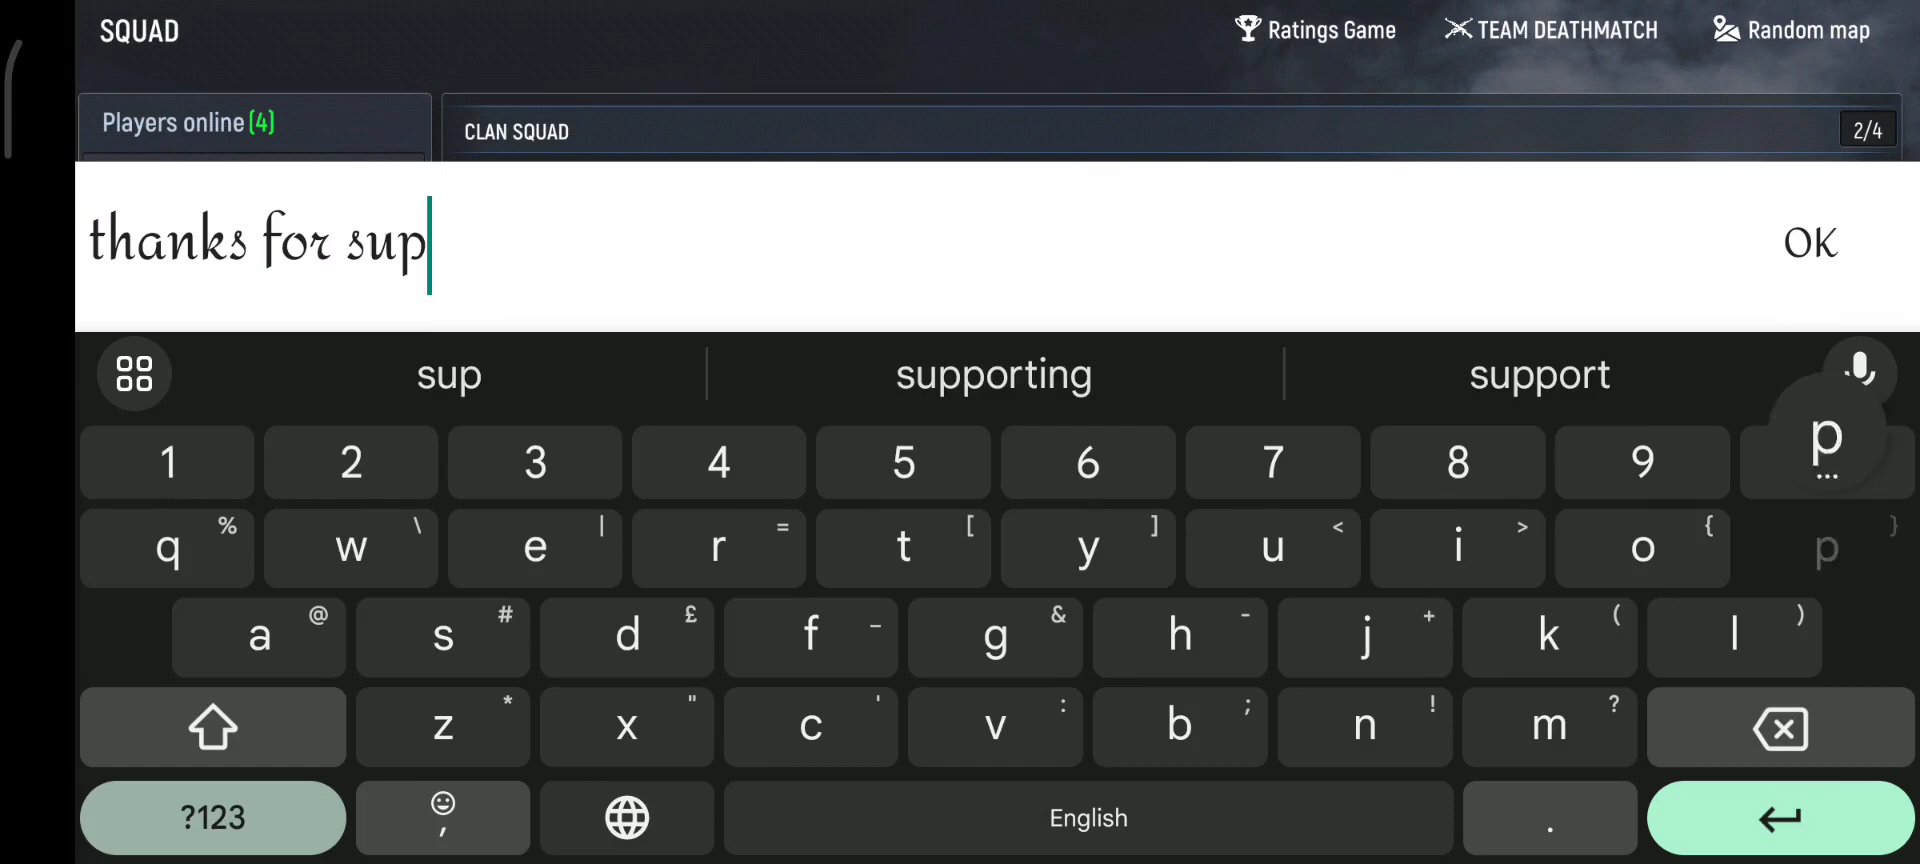 SQUAD
Ratings Game
TEAM DEATHMATCH
Random map
Players online (4)
CLAN SQUAD
2/4
thanks for sup
OK
sup
supporting
support
1 2 3 4 5 6 7 8 9
p
...
% \ | = [ ] < > { }
q w e r t y u i o p
@ # £ _ & - + ( )
a s d f g h j k l
* " ' : ; ! ?
z x c v b n m
?123
,
English
.